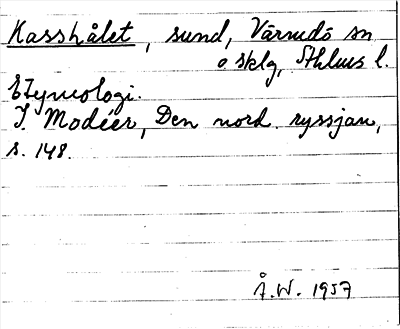 Kasshålet, sund, Värmdö sn
o sklg, Sthlms l.
Etymologi.
I. Modéer, Den nord. ryssjan,
s. 148.
Å.W. 1957